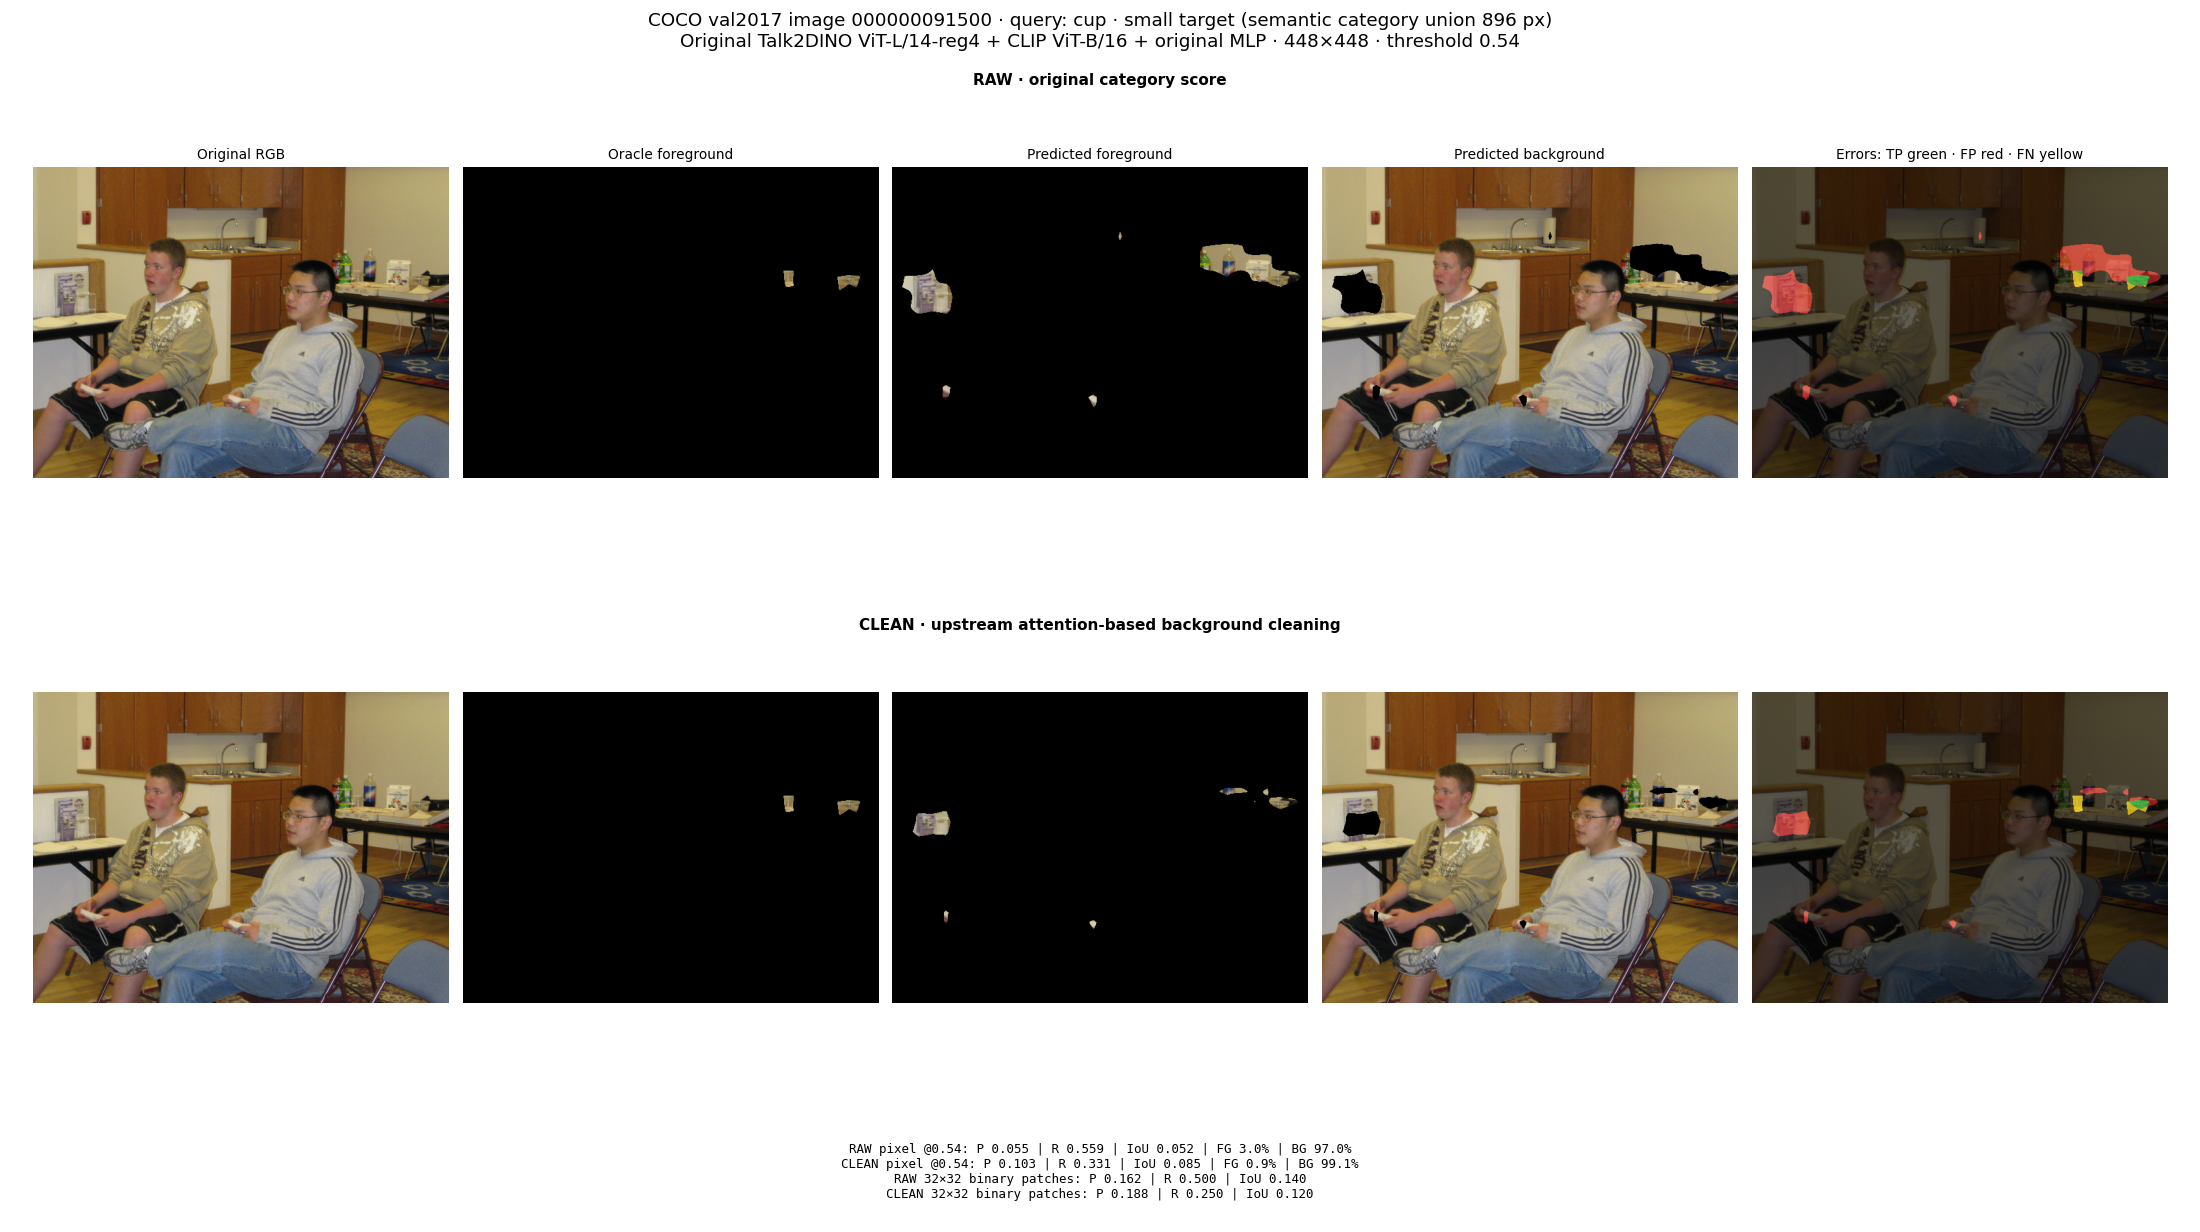 COCO val2017 image 000000091500 · query: cup · small target (semantic category union 896 px)
Original Talk2DINO ViT-L/14-reg4 + CLIP ViT-B/16 + original MLP · 448×448 · threshold 0.54
RAW · original category score
Original RGB
Oracle foreground
Predicted foreground
Predicted background
Errors: TP green · FP red · FN yellow
CLEAN · upstream attention-based background cleaning
RAW pixel @0.54: P 0.055 | R 0.559 | IoU 0.052 | FG 3.0% | BG 97.0%
CLEAN pixel @0.54: P 0.103 | R 0.331 | IoU 0.085 | FG 0.9% | BG 99.1%
RAW 32×32 binary patches: P 0.162 | R 0.500 | IoU 0.140
CLEAN 32×32 binary patches: P 0.188 | R 0.250 | IoU 0.120